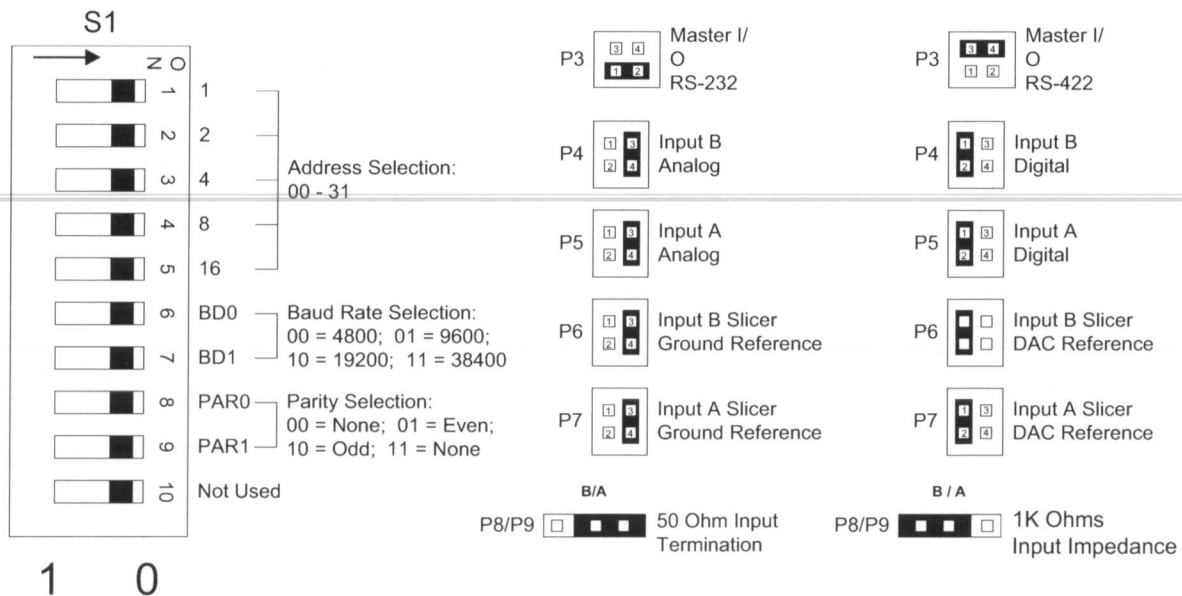 S1
O
N
1 1
2 2
3 4
4 8
5 16
Address Selection:
00 - 31
6 BD0
7 BD1
Baud Rate Selection:
00 = 4800; 01 = 9600;
10 = 19200; 11 = 38400
8 PAR0
9 PAR1
Parity Selection:
00 = None; 01 = Even;
10 = Odd; 11 = None
10 Not Used
1 0
P3
3 4
1 2
Master I/
O
RS-232
P4
1 3
2 4
Input B
Analog
P5
1 3
2 4
Input A
Analog
P6
1 3
2 4
Input B Slicer
Ground Reference
P7
1 3
2 4
Input A Slicer
Ground Reference
B/A
P8/P9
50 Ohm Input
Termination
P3
3 4
1 2
Master I/
O
RS-422
P4
1 3
2 4
Input B
Digital
P5
1 3
2 4
Input A
Digital
P6
Input B Slicer
DAC Reference
P7
1 3
2 4
Input A Slicer
DAC Reference
B / A
P8/P9
1K Ohms
Input Impedance